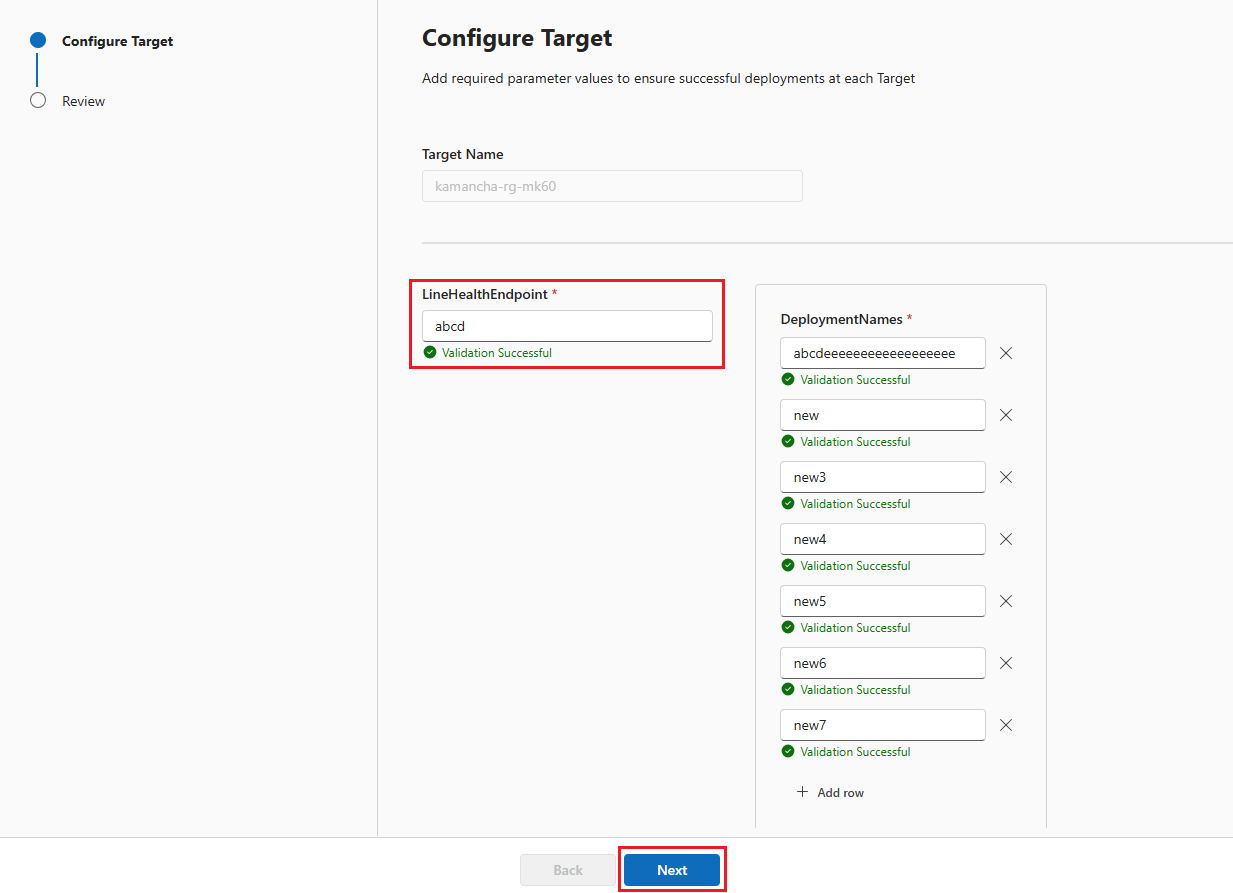 Configure Target
Review
Configure Target
Add required parameter values to ensure successful deployments at each Target
Target Name
kamancha-rg-mk60
LineHealthEndpoint *
abcd
Validation Successful
DeploymentNames *
abcdeeeeeeeeeeeeeeeeee
Validation Successful
new
Validation Successful
new3
Validation Successful
new4
Validation Successful
new5
Validation Successful
new6
Validation Successful
new7
Validation Successful
Add row
Back
Next